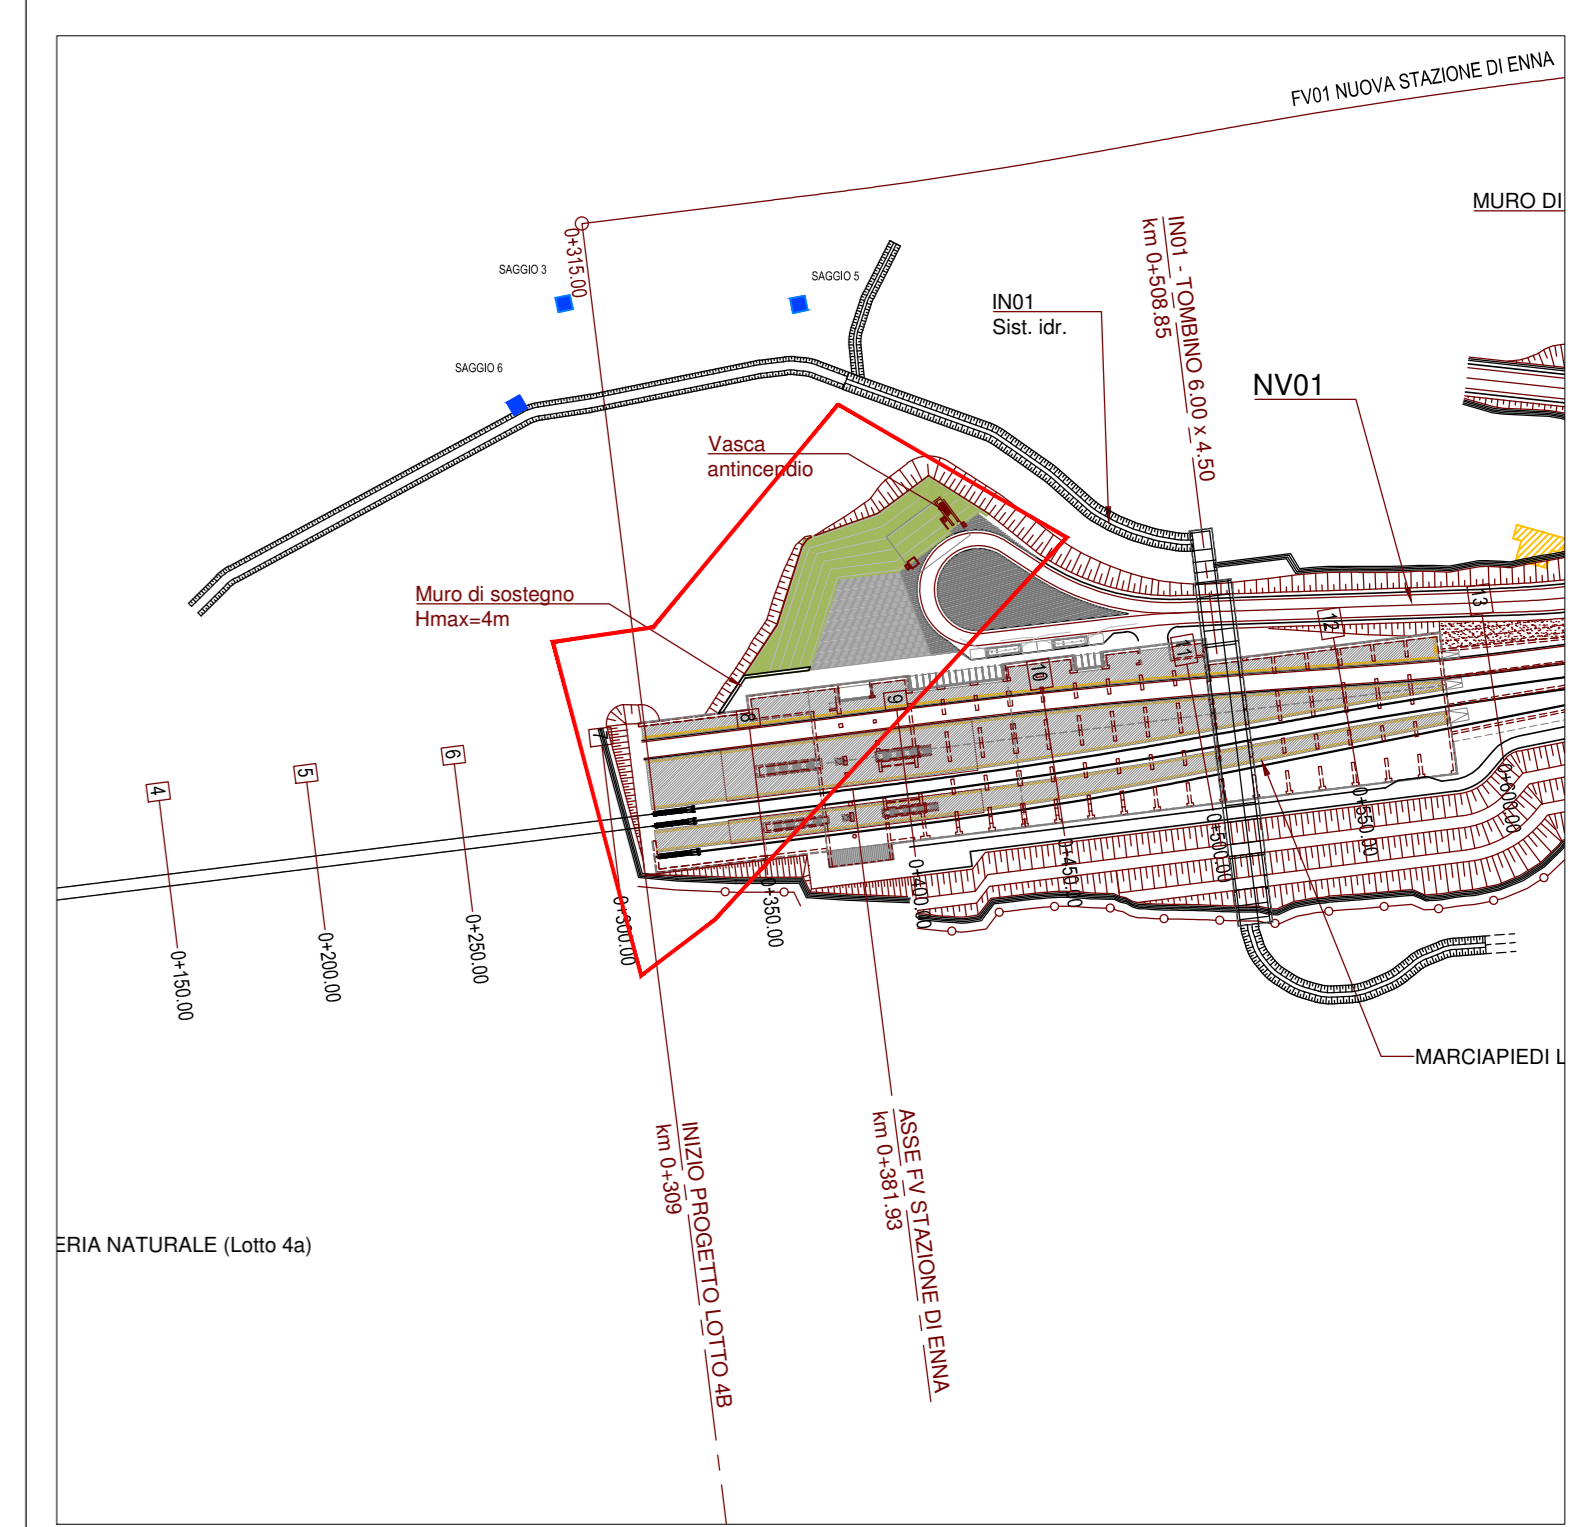 FV01 NUOVA STAZIONE DI ENNA
MURO DI
0+315.00
SAGGIO 3
SAGGIO 5
SAGGIO 6
IN01
Sist. idr.
IN01 - TOMBINO 6.00 x 4.50
km 0+508.85
NV01
Vasca
antincendio
Muro di sostegno
Hmax=4m
4
5
6
7
8
9
10
11
12
13
0+150.00
0+200.00
0+250.00
0+300.00
0+350.00
0+400.00
0+450.00
0+500.00
0+550.00
0+600.00
MARCIAPIEDI L
INIZIO PROGETTO LOTTO 4B
km 0+309
ASSE FV STAZIONE DI ENNA
km 0+381.93
ERIA NATURALE (Lotto 4a)